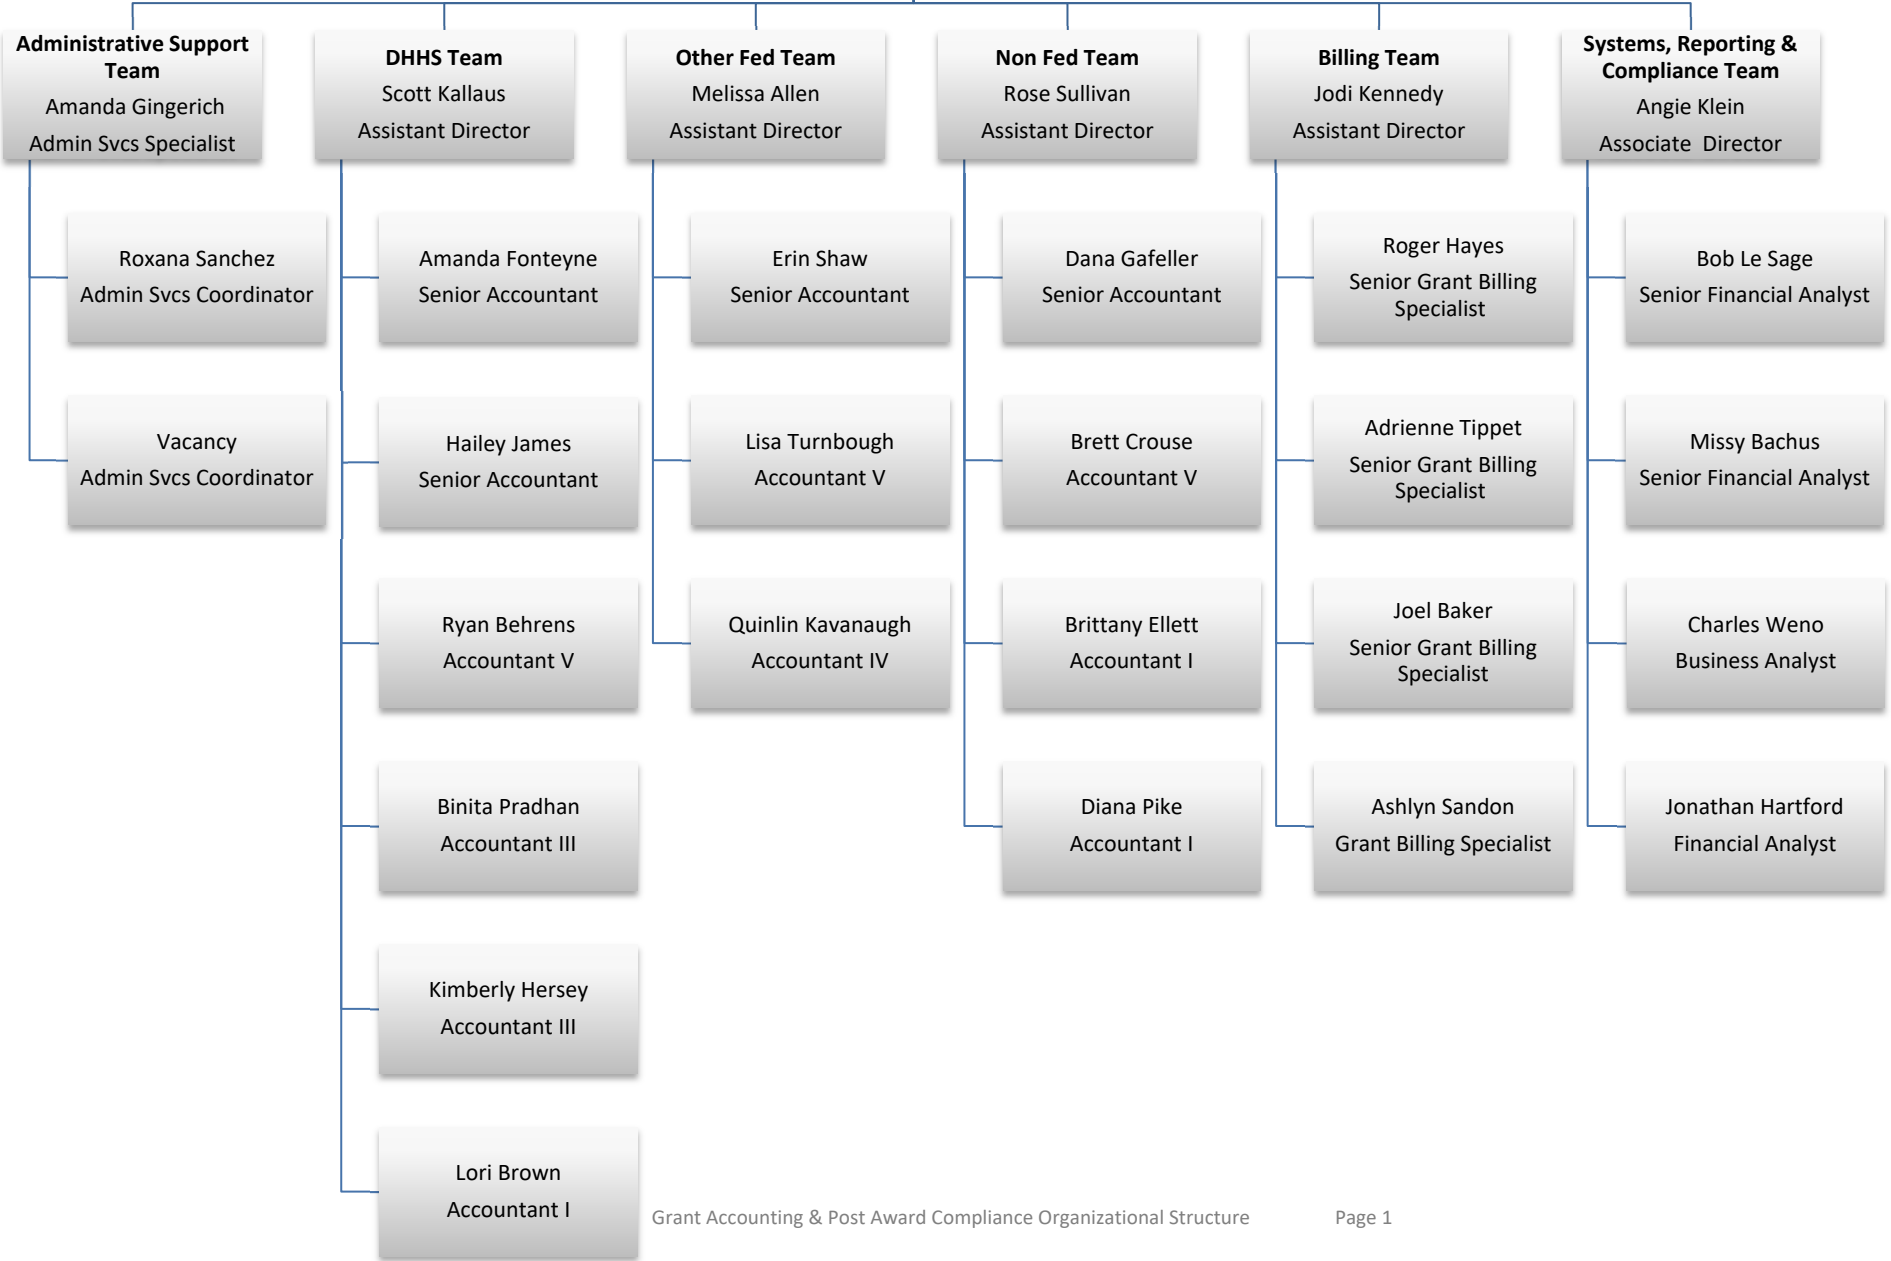 Administrative Support
Team
Amanda Gingerich
Admin Svcs Specialist
DHHS Team
Scott Kallaus
Assistant Director
Other Fed Team
Melissa Allen
Assistant Director
Non Fed Team
Rose Sullivan
Assistant Director
Billing Team
Jodi Kennedy
Assistant Director
Systems, Reporting &
Compliance Team
Angie Klein
Associate Director
Roxana Sanchez
Admin Svcs Coordinator
Vacancy
Admin Svcs Coordinator
Amanda Fonteyne
Senior Accountant
Hailey James
Senior Accountant
Ryan Behrens
Accountant V
Binita Pradhan
Accountant III
Kimberly Hersey
Accountant III
Lori Brown
Accountant I
Erin Shaw
Senior Accountant
Lisa Turnbough
Accountant V
Quinlin Kavanaugh
Accountant IV
Dana Gafeller
Senior Accountant
Brett Crouse
Accountant V
Brittany Ellett
Accountant I
Diana Pike
Accountant I
Roger Hayes
Senior Grant Billing
Specialist
Adrienne Tippet
Senior Grant Billing
Specialist
Joel Baker
Senior Grant Billing
Specialist
Ashlyn Sandon
Grant Billing Specialist
Bob Le Sage
Senior Financial Analyst
Missy Bachus
Senior Financial Analyst
Charles Weno
Business Analyst
Jonathan Hartford
Financial Analyst
Grant Accounting & Post Award Compliance Organizational Structure Page 1